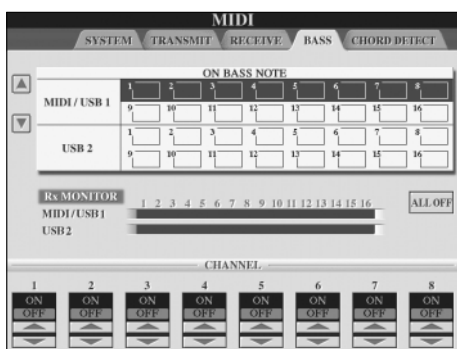 MIDI
SYSTEM TRANSMIT RECEIVE BASS CHORD DETECT
ON BASS NOTE
MIDI / USB 1
1 2 3 4 5 6 7 8
9 10 11 12 13 14 15 16
USB 2
1 2 3 4 5 6 7 8
9 10 11 12 13 14 15 16
Rx MONITOR
1 2 3 4 5 6 7 8 9 10 11 12 13 14 15 16
ALL OFF
MIDI/USB1
USB2
CHANNEL
1 2 3 4 5 6 7 8
ON ON ON ON ON ON ON ON
OFF OFF OFF OFF OFF OFF OFF OFF